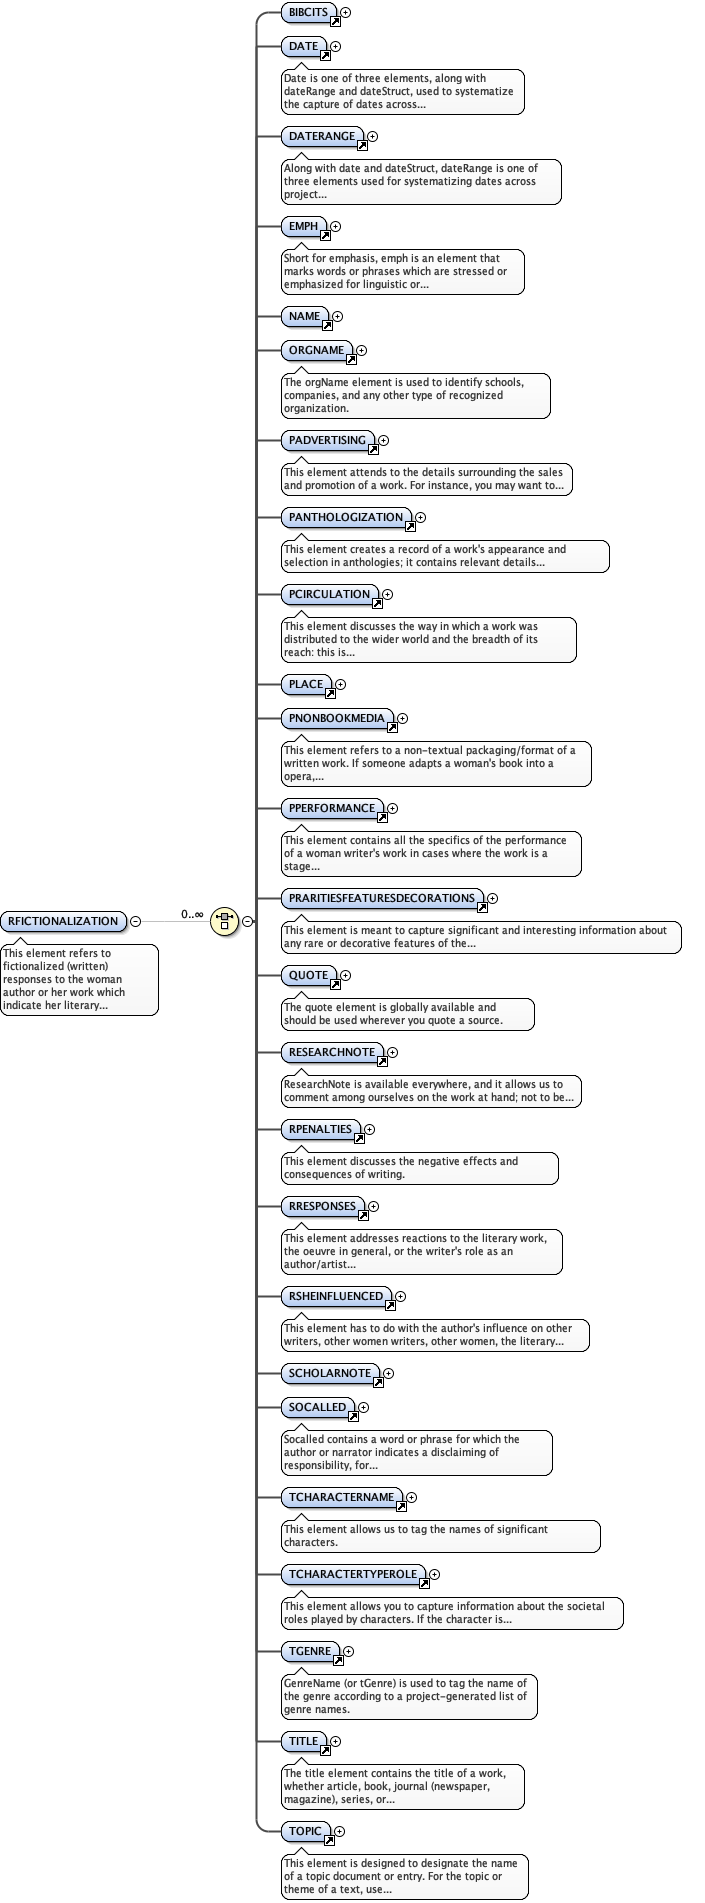 BIBCITS
DATE
Date is one of three elements, along with
dateRange and dateStruct, used to systematize
the capture of dates across...
DATERANGE
Along with date and dateStruct, dateRange is one of
three elements used for systematizing dates across
project...
EMPH
Short for emphasis, emph is an element that
marks words or phrases which are stressed or
emphasized for linguistic or...
NAME
ORGNAME
The orgName element is used to identify schools,
companies, and any other type of recognized
organization.
PADVERTISING
This element attends to the details surrounding the sales
and promotion of a work. For instance, you may want to...
PANTHOLOGIZATION
This element creates a record of a work's appearance and
selection in anthologies; it contains relevant details...
PCIRCULATION
This element discusses the way in which a work was
distributed to the wider world and the breadth of its
reach: this is...
PLACE
PNONBOOKMEDIA
This element refers to a non-textual packaging/format of a
written work. If someone adapts a woman's book into a
opera,...
PPERFORMANCE
This element contains all the specifics of the performance
of a woman writer's work in cases where the work is a
stage...
PRARITIESFEATURESDECORATIONS
This element is meant to capture significant and interesting information about
any rare or decorative features of the...
RFICTIONALIZATION
0..∞
This element refers to
fictionalized (written)
responses to the woman
author or her work which
indicate her literary...
QUOTE
The quote element is globally available and
should be used wherever you quote a source.
RESEARCHNOTE
ResearchNote is available everywhere, and it allows us to
comment among ourselves on the work at hand; not to be...
RPENALTIES
This element discusses the negative effects and
consequences of writing.
RRESPONSES
This element addresses reactions to the literary work,
the oeuvre in general, or the writer's role as an
author/artist...
RSHEINFLUENCED
This element has to do with the author's influence on other
writers, other women writers, other women, the literary...
SCHOLARNOTE
SOCALLED
Socalled contains a word or phrase for which the
author or narrator indicates a disclaiming of
responsibility, for...
TCHARACTERNAME
This element allows us to tag the names of significant
characters.
TCHARACTERTYPEROLE
This element allows you to capture information about the societal
roles played by characters. If the character is...
TGENRE
GenreName (or tGenre) is used to tag the name of
the genre according to a project-generated list of
genre names.
TITLE
The title element contains the title of a work,
whether article, book, journal (newspaper,
magazine), series, or...
TOPIC
This element is designed to designate the name
of a topic document or entry. For the topic or
theme of a text, use...